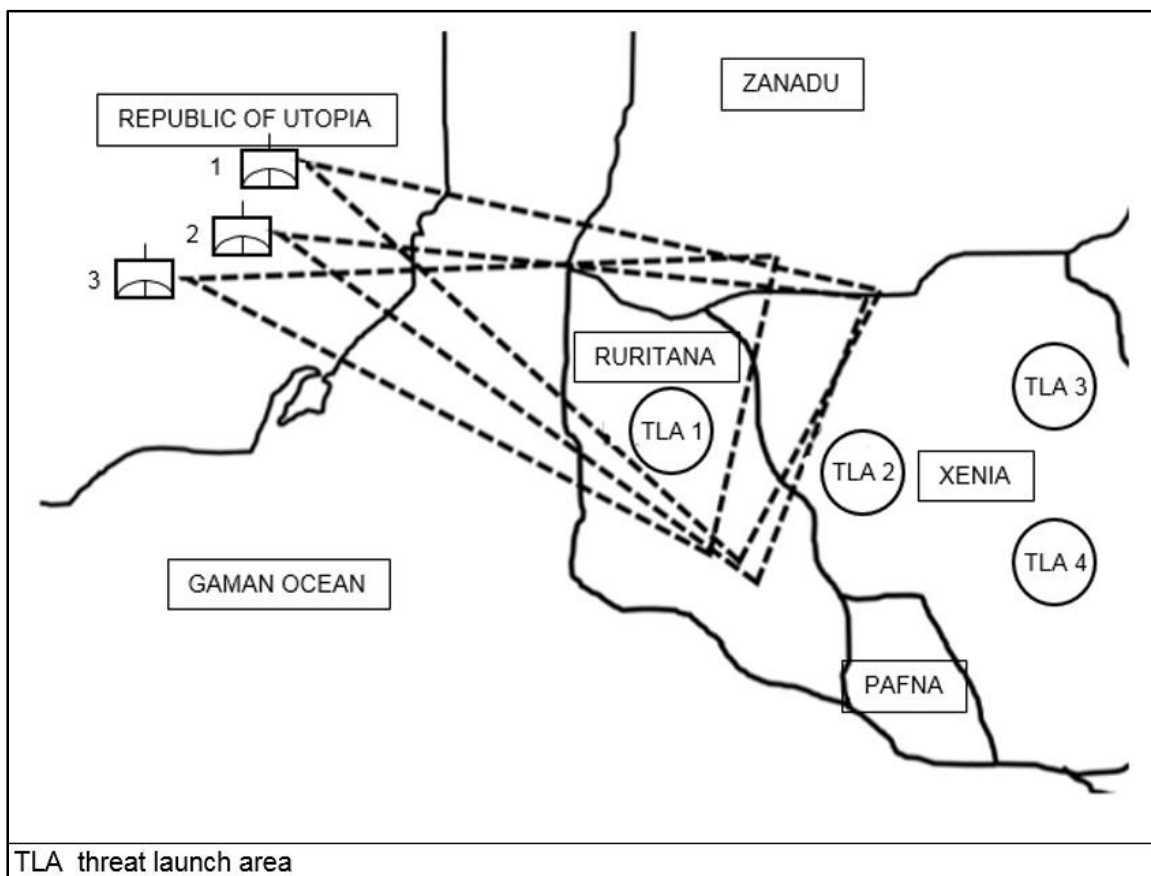 ZANADU
REPUBLIC OF UTOPIA
1
2
3
RURITANA
TLA 1
TLA 3
TLA 2
XENIA
TLA 4
GAMAN OCEAN
PAFNA
TLA threat launch area